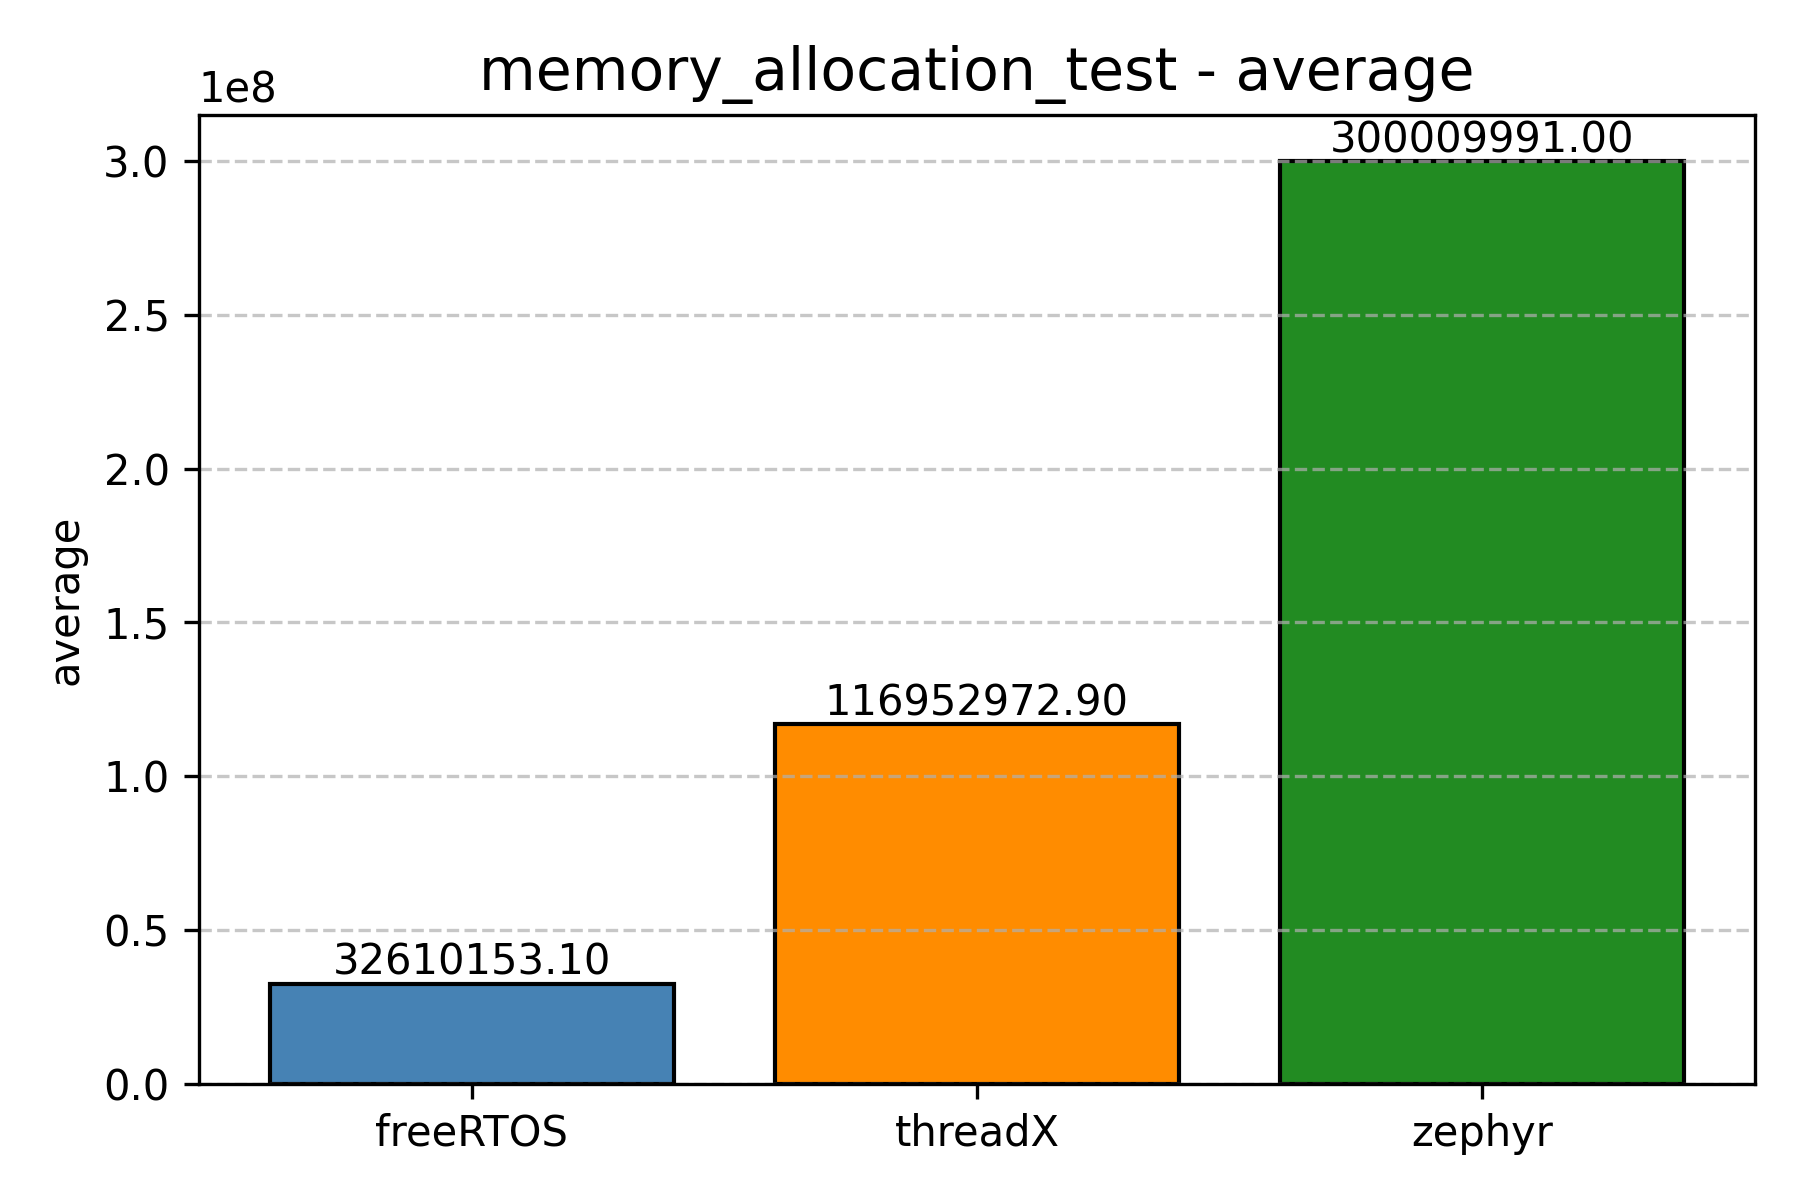 memory_allocation_test - average
1e8
3.0
2.5
2.0
1.5
1.0
0.5
0.0
average
32610153.10
116952972.90
300009991.00
freeRTOS
threadX
zephyr